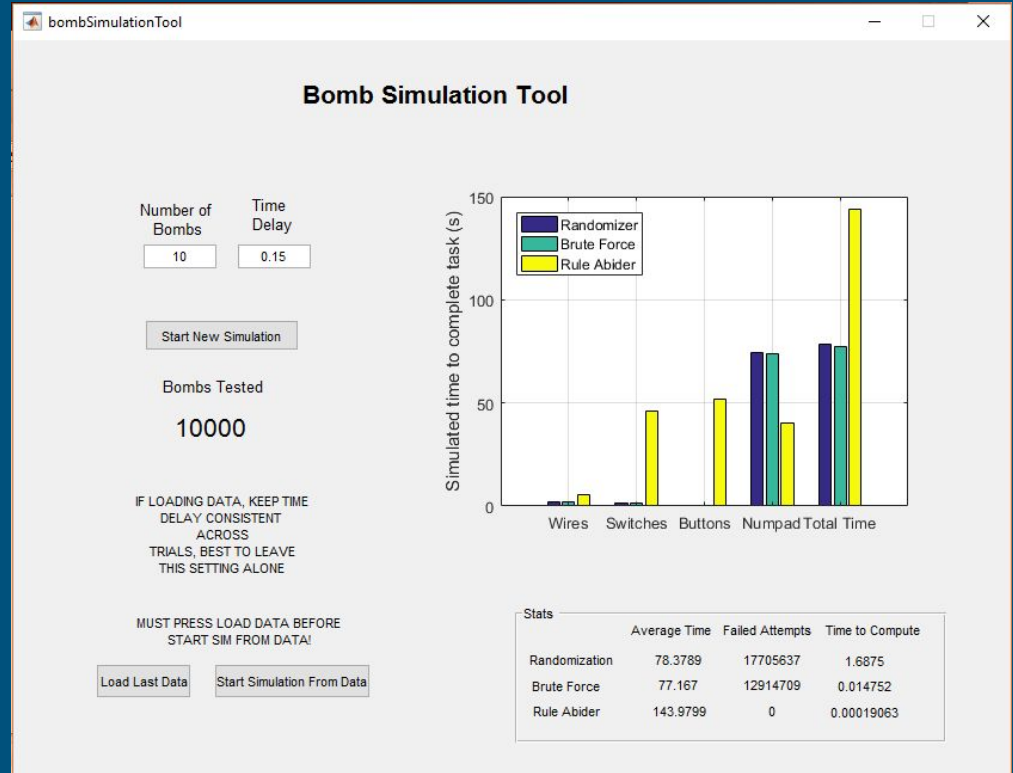 bombSimulationTool
Bomb Simulation Tool
Number of
Bombs
Time
Delay
10
0.15
Start New Simulation
Bombs Tested
10000
IF LOADING DATA, KEEP TIME
DELAY CONSISTENT
ACROSS
TRIALS, BEST TO LEAVE
THIS SETTING ALONE
MUST PRESS LOAD DATA BEFORE
START SIM FROM DATA!
Load Last Data
Start Simulation From Data
Simulated time to complete task (s)
150
100
50
0
Randomizer
Brute Force
Rule Abider
Wires Switches Buttons Numpad Total Time
Stats
Average Time Failed Attempts Time to Compute
Randomization 78.3789 17705637 1.6875
Brute Force 77.167 12914709 0.014752
Rule Abider 143.9799 0 0.00019063